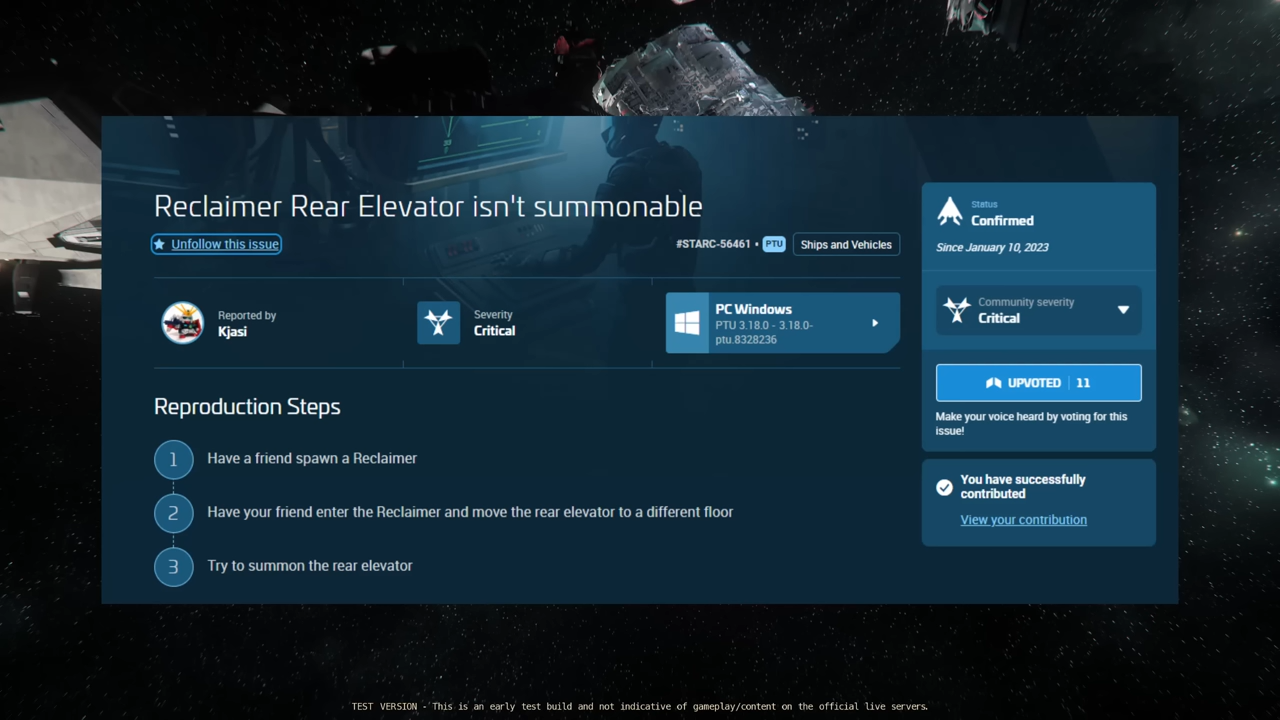 Reclaimer Rear Elevator isn't summonable
Unfollow this issue
#STARC-56461 • PTU Ships and Vehicles
Reported by
Kjasi
Severity
Critical
PC Windows
PTU 3.18.0 - 3.18.0-
ptu.8328236
Reproduction Steps
1 Have a friend spawn a Reclaimer
2 Have your friend enter the Reclaimer and move the rear elevator to a different floor
3 Try to summon the rear elevator
Status
Confirmed
Since January 10, 2023
Community severity
Critical
UPVOTED 11
Make your voice heard by voting for this
issue!
You have successfully
contributed
View your contribution
TEST VERSION - This is an early test build and not indicative of gameplay/content on the official live servers.